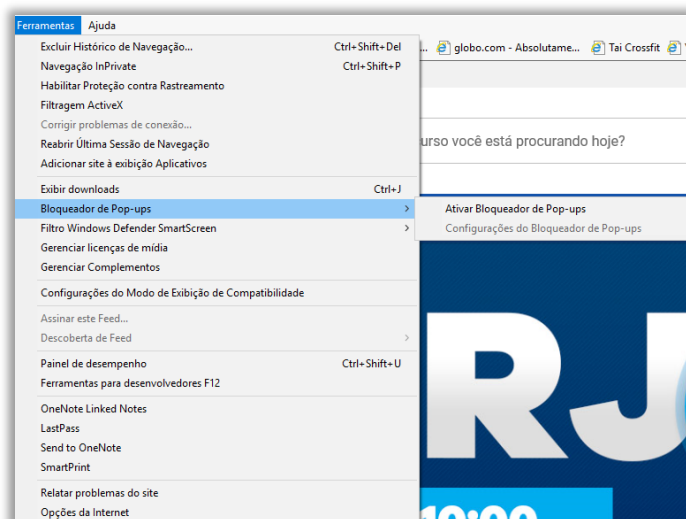 Ferramentas Ajuda
Excluir Histórico de Navegação... Ctrl+Shift+Del
... globo.com - Absolutame... Tai Crossfit
Navegação InPrivate Ctrl+Shift+P
Habilitar Proteção contra Rastreamento
Filtragem ActiveX
Corrigir problemas de conexão...
Reabrir Última Sessão de Navegação
urso você está procurando hoje?
Adicionar site à exibição Aplicativos
Exibir downloads Ctrl+J
Bloqueador de Pop-ups > Ativar Bloqueador de Pop-ups
Filtro Windows Defender SmartScreen > Configurações do Bloqueador de Pop-ups
Gerenciar licenças de mídia
Gerenciar Complementos
Configurações do Modo de Exibição de Compatibilidade
Assinar este Feed...
Descoberta de Feed >
Painel de desempenho Ctrl+Shift+U
Ferramentas para desenvolvedores F12
RJ
OneNote Linked Notes
LastPass
Send to OneNote
SmartPrint
Relatar problemas do site
Opções da Internet